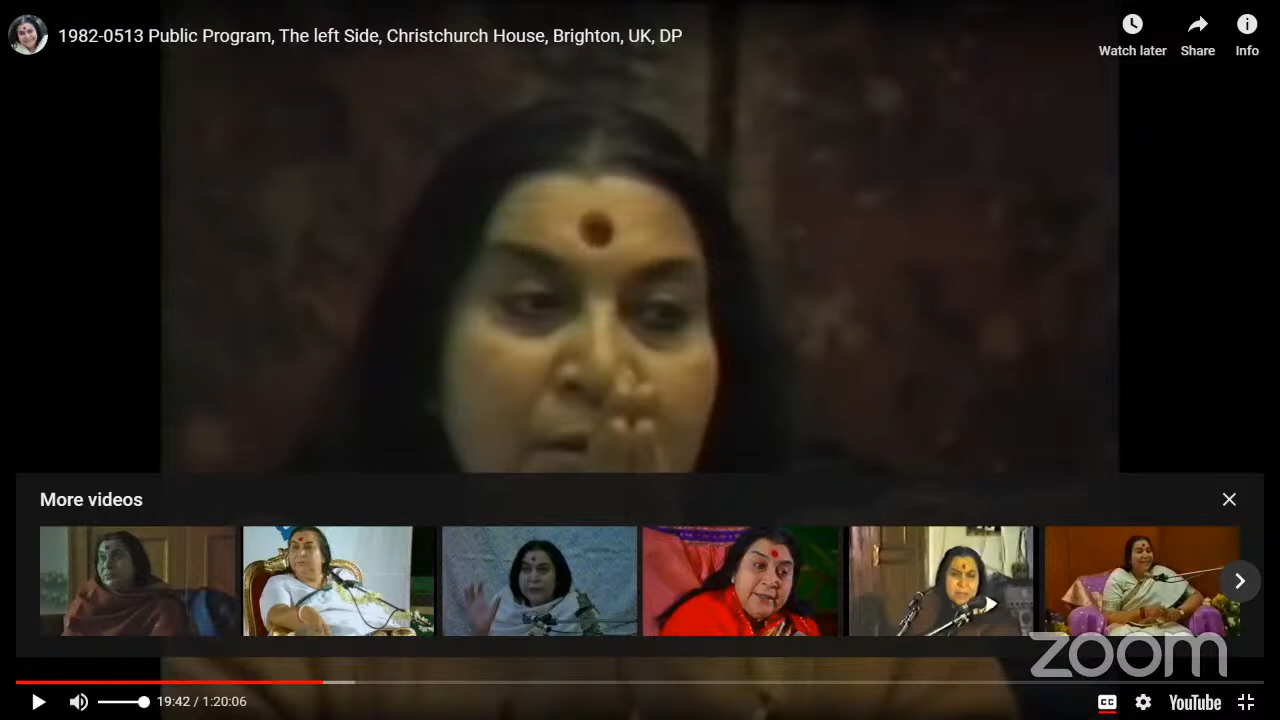 1982-0513 Public Program, The left Side, Christchurch House, Brighton, UK, DP
Watch later
Share
Info
More videos
zoom
19:42 / 1:20:06
CC
YouTube